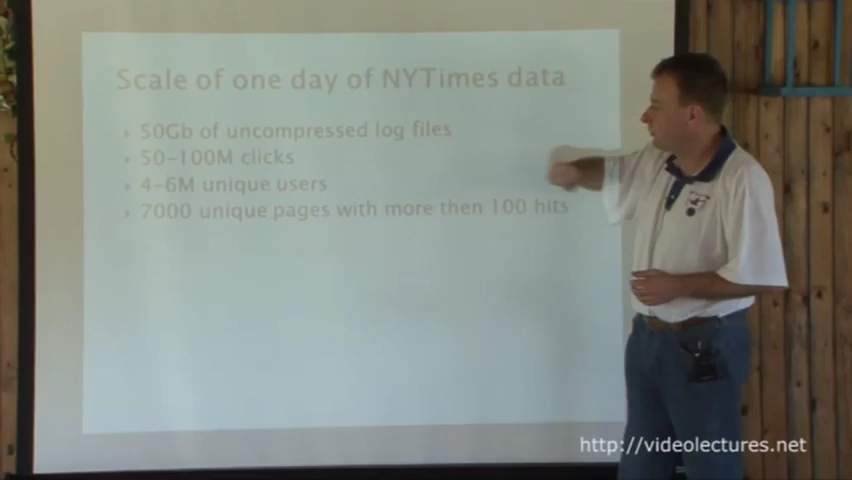 Scale of one day of NYTimes data
50Gb of uncompressed log files
50-100M clicks
4-6M unique users
7000 unique pages with more then 100 hits
http://videolectures.net